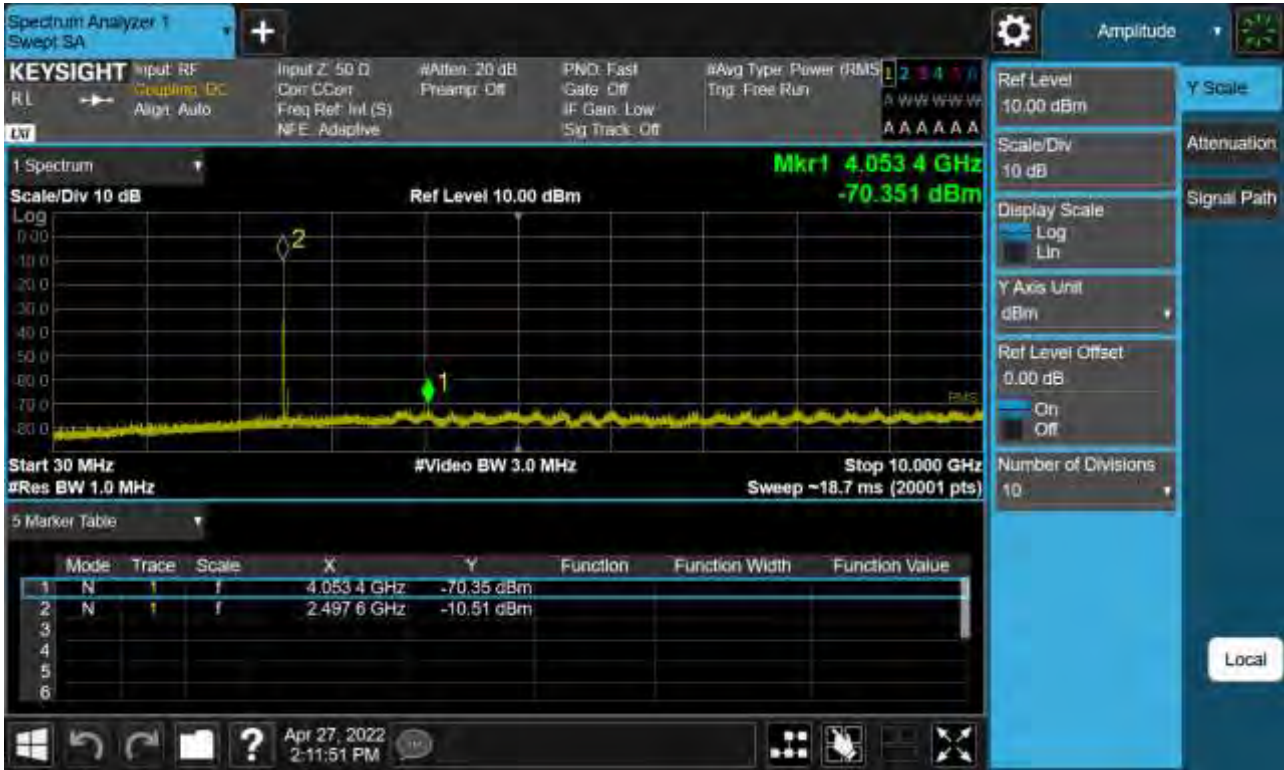 Spectrum Analyzer 1
Swept SA
+
Amplitude
KEYSIGHT
RL
Input: RF
Coupling: DC
Align: Auto
Input Z: 50 Ω
Corr CCorr
Freq Ref: Int (S)
NFE: Adaptive
#Atten: 20 dB
Preamp: Off
PNO: Fast
Gate: Off
IF Gain: Low
Sig Track: Off
#Avg Type: Power (RMS
Trig: Free Run
1 2 3 4 5 6
A W W W W W
A A A A A A
LXI
1 Spectrum
Scale/Div 10 dB
Ref Level 10.00 dBm
Mkr1 4.053 4 GHz
-70.351 dBm
Log
0.00
-10.0
-20.0
-30.0
-40.0
-50.0
-60.0
-70.0
-80.0
2
1
RMS
Start 30 MHz
#Video BW 3.0 MHz
Stop 10.000 GHz
#Res BW 1.0 MHz
Sweep ~18.7 ms (20001 pts)
5 Marker Table
Mode Trace Scale X Y Function Function Width Function Value
1 N 1 f 4.053 4 GHz -70.35 dBm
2 N 1 f 2.497 6 GHz -10.51 dBm
3
4
5
6
Ref Level
10.00 dBm
Scale/Div
10 dB
Display Scale
Log
Lin
Y Axis Unit
dBm
Ref Level Offset
0.00 dB
On
Off
Number of Divisions
10
Y Scale
Attenuation
Signal Path
Local
?
Apr 27, 2022
2:11:51 PM